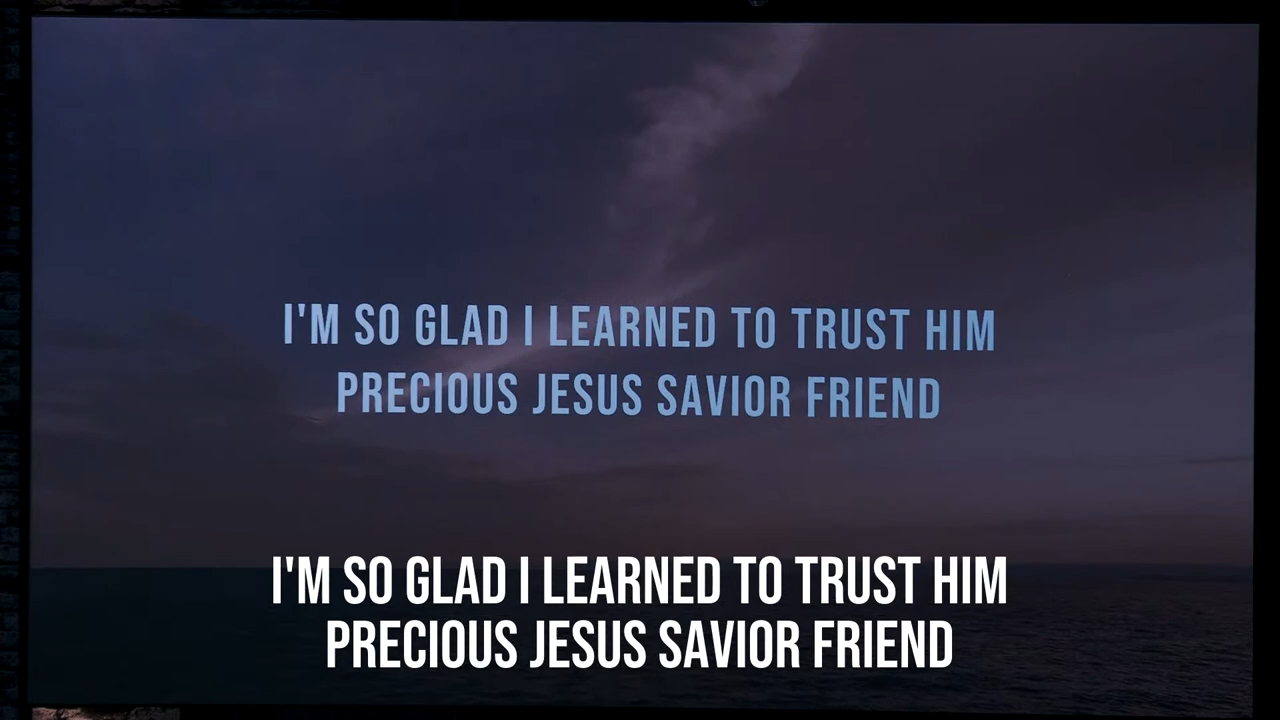 I'M SO GLAD I LEARNED TO TRUST HIM
PRECIOUS JESUS SAVIOR FRIEND
I'M SO GLAD I LEARNED TO TRUST HIM
PRECIOUS JESUS SAVIOR FRIEND